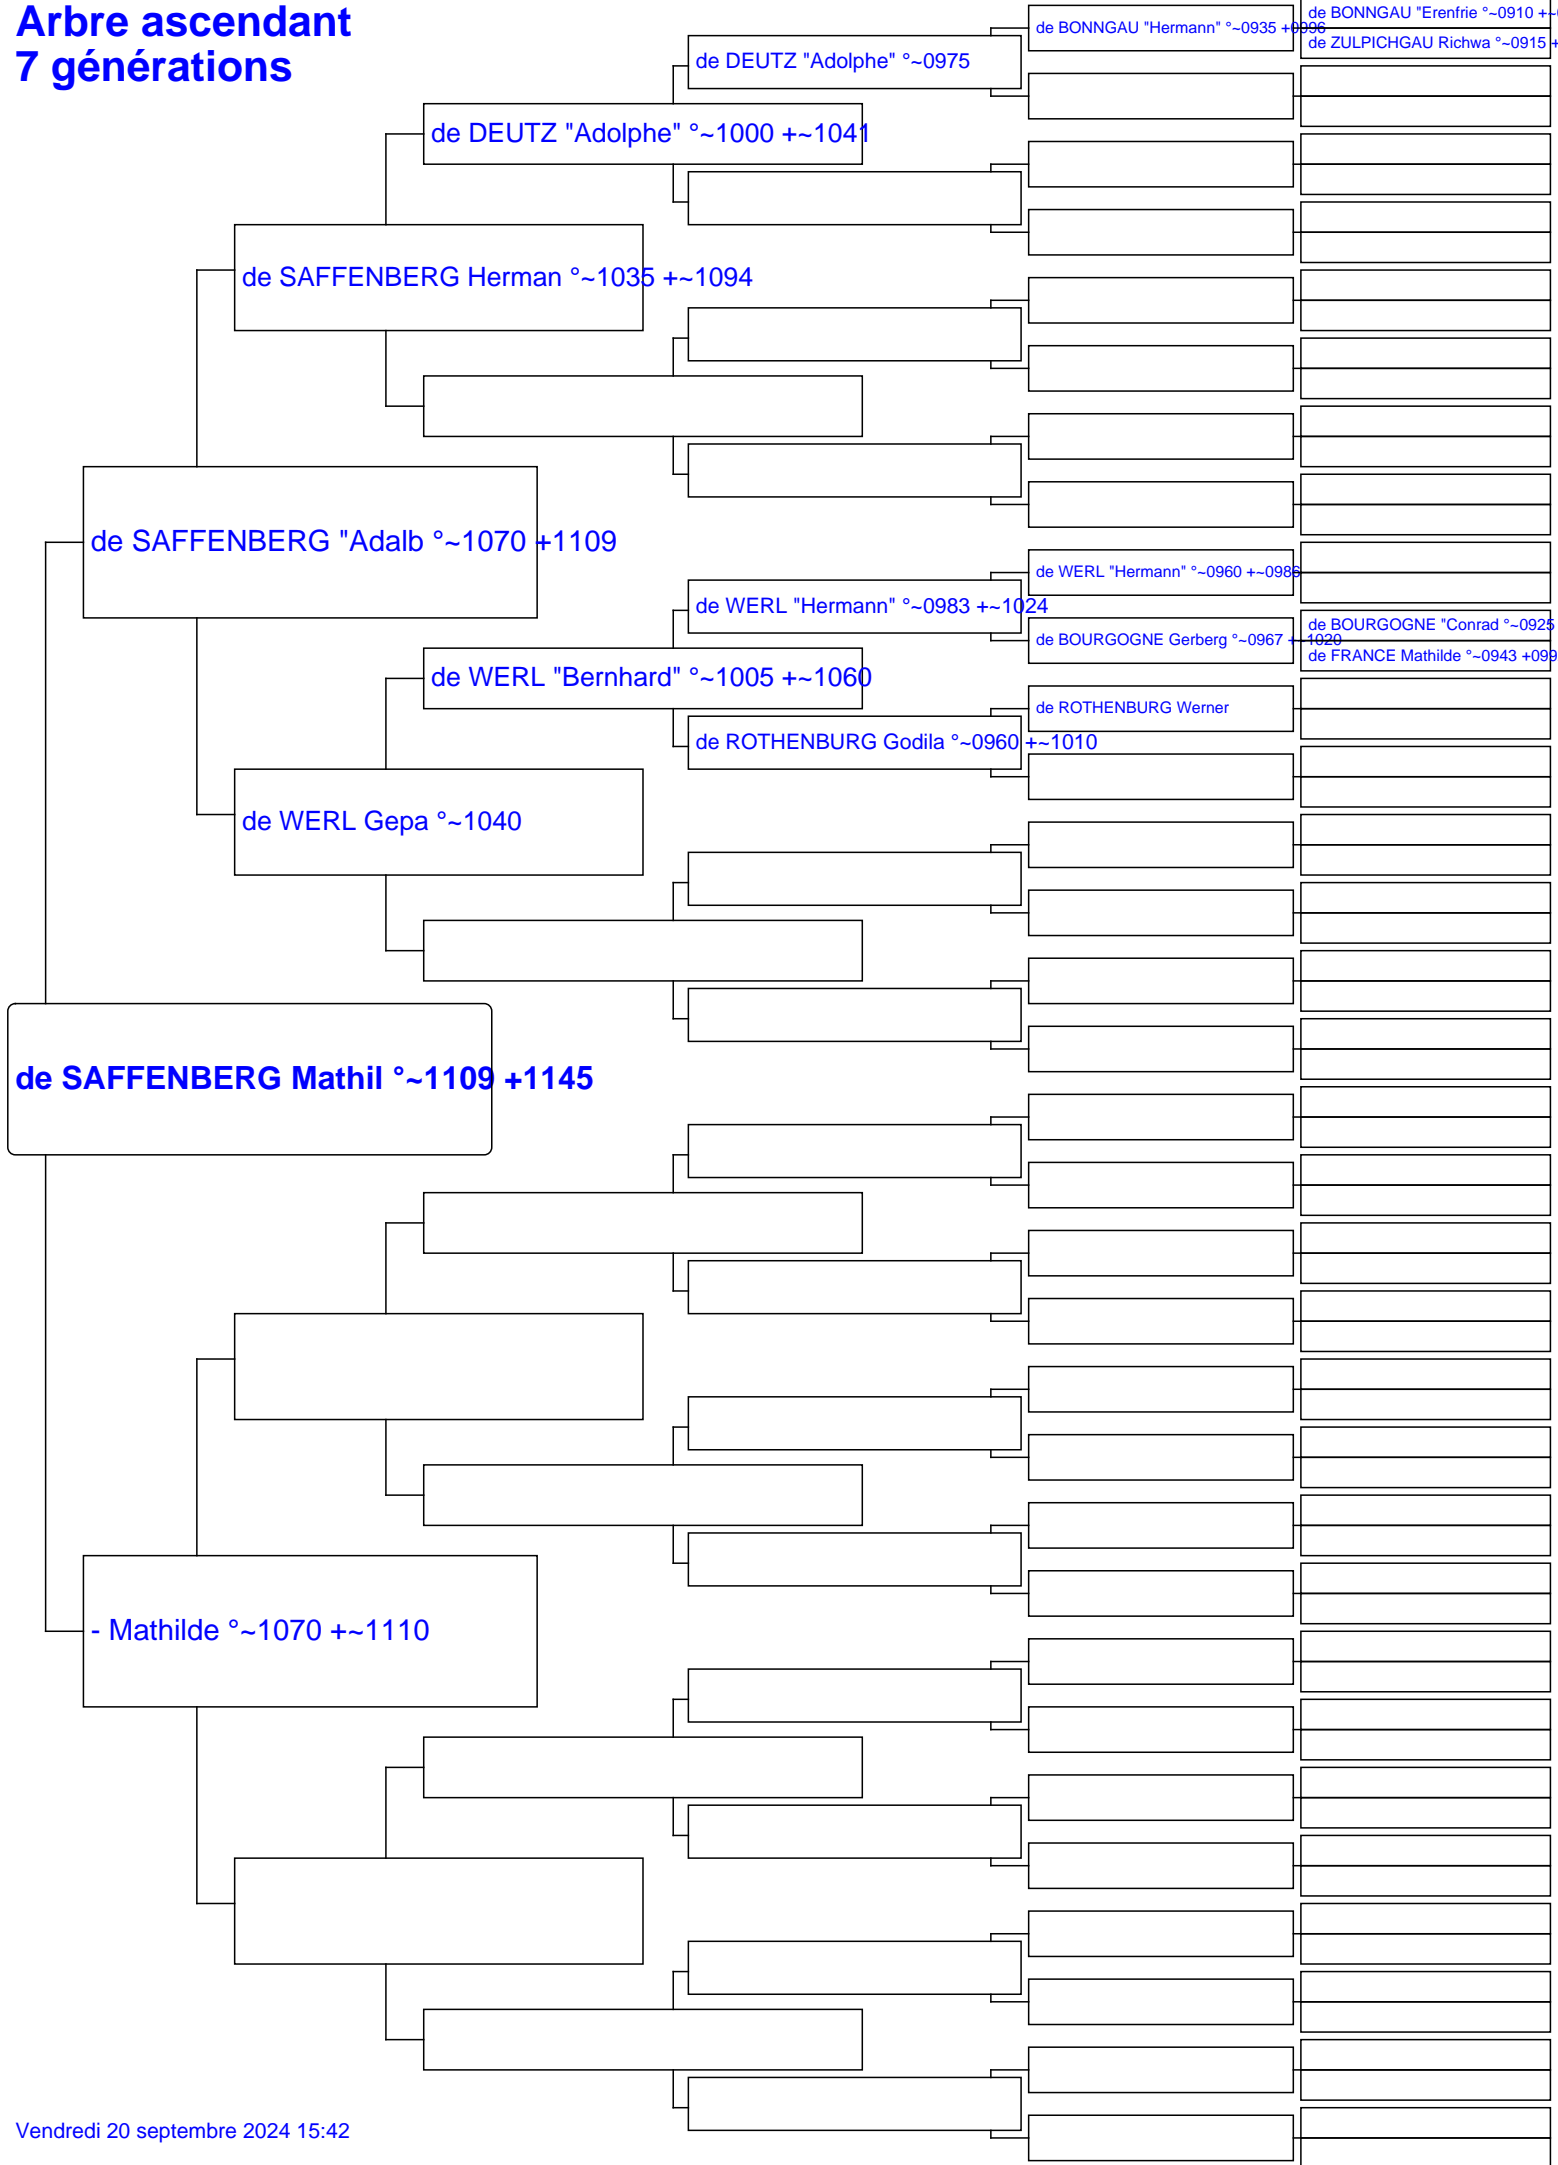 Arbre ascendant
7 générations
de SAFFENBERG Mathil °~1109 +1145
de SAFFENBERG "Adalb °~1070 +1109
- Mathilde °~1070 +~1110
de SAFFENBERG Herman °~1035 +~1094
de WERL Gepa °~1040
de DEUTZ "Adolphe" °~1000 +~1041
de WERL "Bernhard" °~1005 +~1060
de DEUTZ "Adolphe" °~0975
de WERL "Hermann" °~0983 +~1024
de ROTHENBURG Godila °~0960 +~1010
de BONNGAU "Hermann" °~0935 +0996
de WERL "Hermann" °~0960 +~0986
de BOURGOGNE Gerberg °~0967 +~1020
de ROTHENBURG Werner
de BONNGAU "Erenfrie °~0910 +~
de ZULPICHGAU Richwa °~0915 +
de BOURGOGNE "Conrad °~0925
de FRANCE Mathilde °~0943 +099
Vendredi 20 septembre 2024 15:42